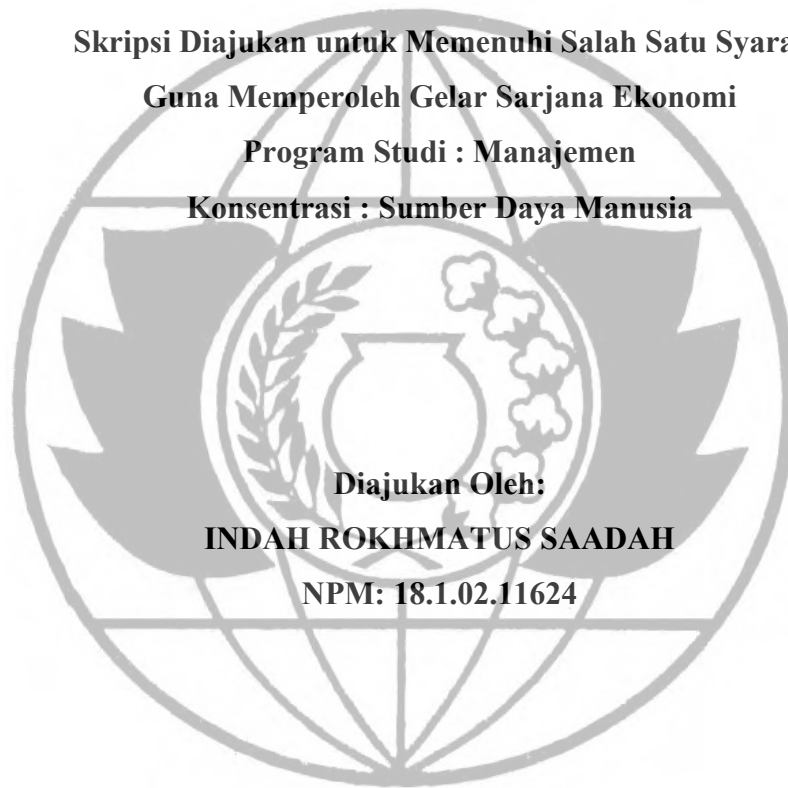 Skripsi Diajukan untuk Memenuhi Salah Satu Syara
Guna Memperoleh Gelar Sarjana Ekonomi
Program Studi : Manajemen
Konsentrasi : Sumber Daya Manusia
Diajukan Oleh:
INDAH ROKHMATUS SAADAH
NPM: 18.1.02.11624